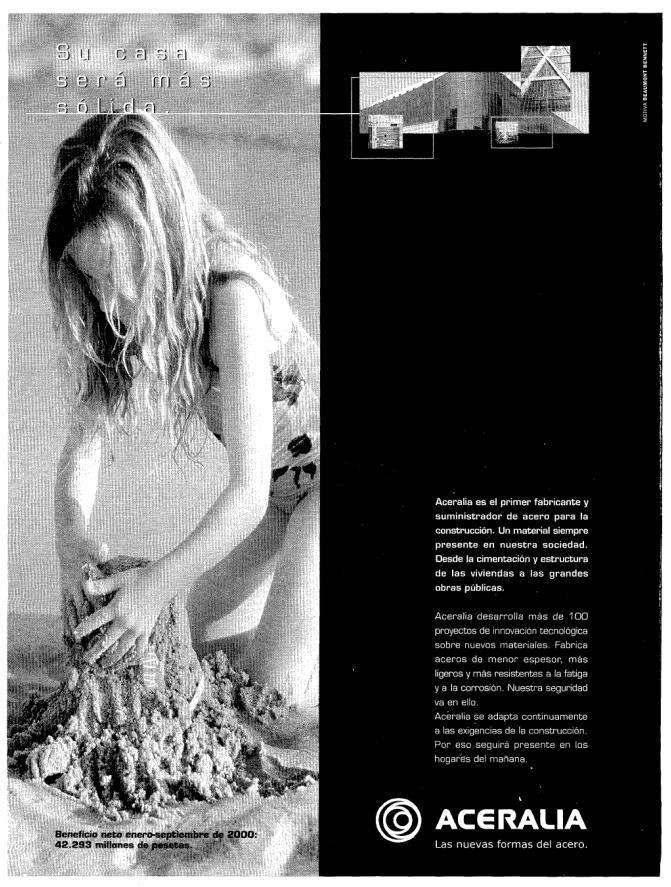 Su casa
será más
sólida.
MORIVA BEAUMONT BENNETT
Aceralia es el primer fabricante y
suministrador de acero para la
construcción. Un material siempre
presente en nuestra sociedad.
Desde la cimentación y estructura
de las viviendas a las grandes
obras públicas.
Aceralia desarrolla más de 100
proyectos de innovación tecnológica
sobre nuevos materiales. Fabrica
aceros de menor espesor, más
ligeros y más resistentes a la fatiga
y a la corrosión. Nuestra seguridad
va en ello.
Aceralia se adapta continuamente
a las exigencias de la construcción.
Por eso seguirá presente en los
hogares del mañana.
Beneficio neto enero-septiembre de 2000:
42.293 millones de pesetas.
ACERALIA
Las nuevas formas del acero.